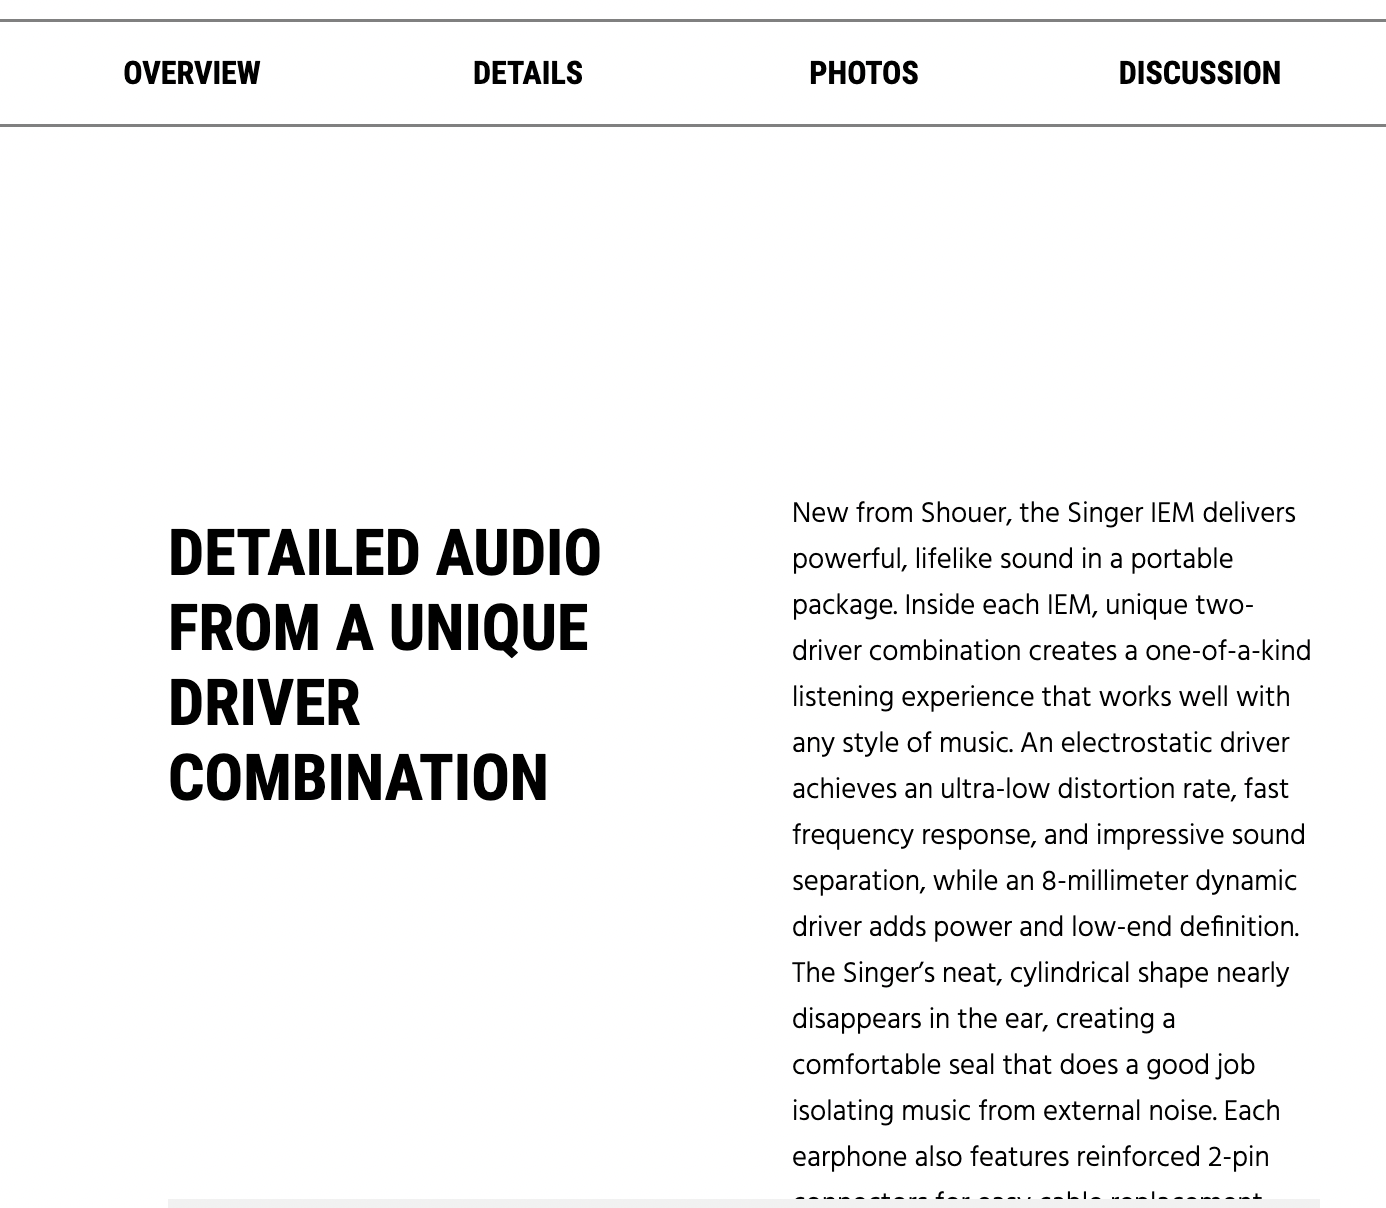 OVERVIEW DETAILS PHOTOS DISCUSSION
DETAILED AUDIO
FROM A UNIQUE
DRIVER
COMBINATION
New from Shouer, the Singer IEM delivers
powerful, lifelike sound in a portable
package. Inside each IEM, unique two-
driver combination creates a one-of-a-kind
listening experience that works well with
any style of music. An electrostatic driver
achieves an ultra-low distortion rate, fast
frequency response, and impressive sound
separation, while an 8-millimeter dynamic
driver adds power and low-end definition.
The Singer’s neat, cylindrical shape nearly
disappears in the ear, creating a
comfortable seal that does a good job
isolating music from external noise. Each
earphone also features reinforced 2-pin
connectors for easy cable replacement